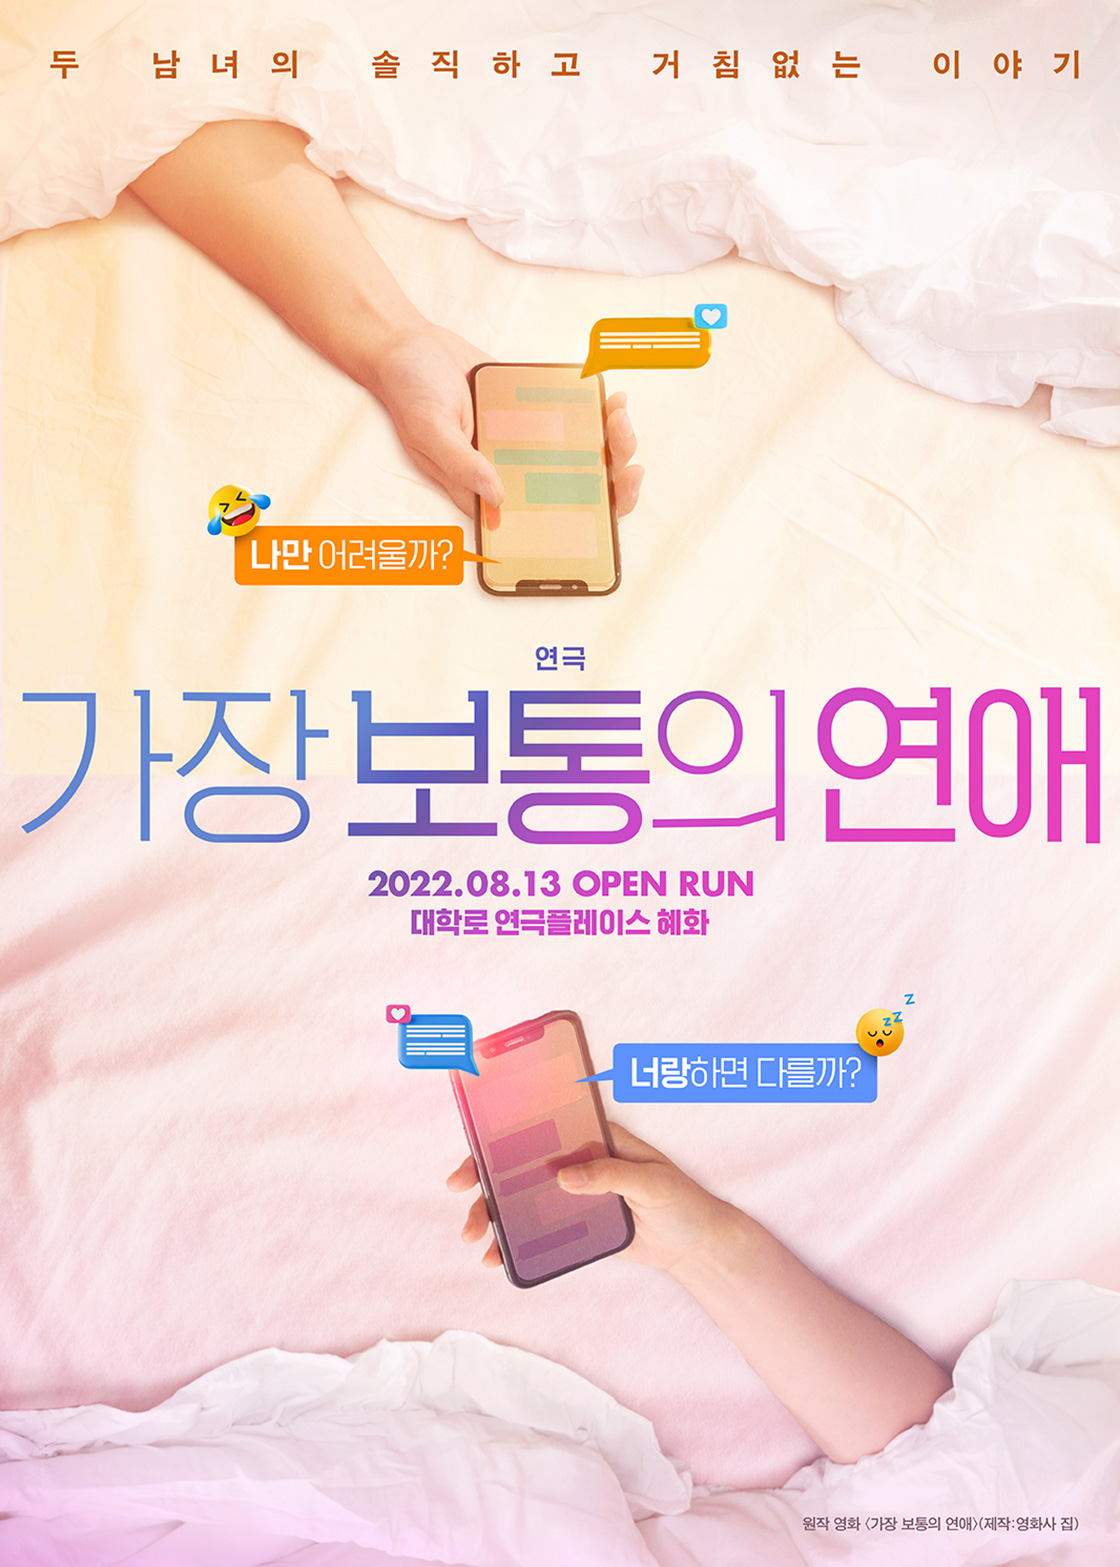 두 남녀의 솔직하고 거침없는 이야기
나만 어려울까?
연극
가장 보통의 연애
2022.08.13 OPEN RUN
대학로 연극플레이스 혜화
너랑하면 다를까?
z z z
원작 영화 〈가장 보통의 연애〉(제작:영화사 집)